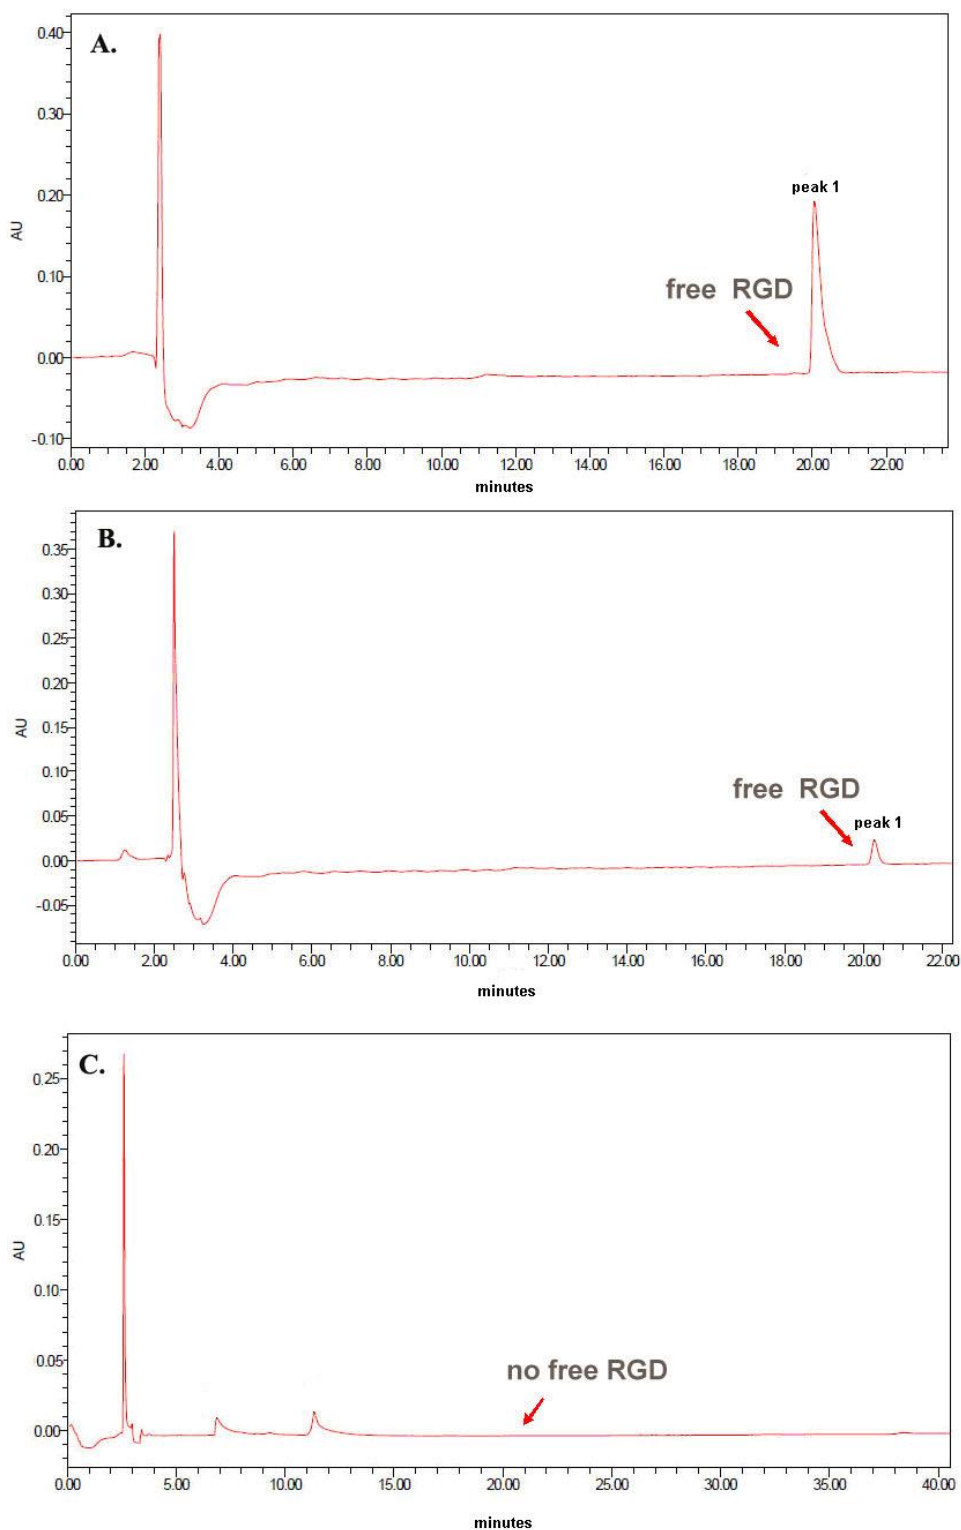 A.
0.40
0.30
0.20
0.10
0.00
-0.10
AU
peak 1
free RGD
0.00 2.00 4.00 6.00 8.00 10.00 12.00 14.00 16.00 18.00 20.00 22.00
minutes
B.
0.35
0.30
0.25
0.20
0.15
0.10
0.05
0.00
-0.05
AU
free RGD
peak 1
0.00 2.00 4.00 6.00 8.00 10.00 12.00 14.00 16.00 18.00 20.00 22.00
minutes
C.
0.25
0.20
0.15
0.10
0.05
0.00
AU
no free RGD
0.00 5.00 10.00 15.00 20.00 25.00 30.00 35.00 40.00
minutes